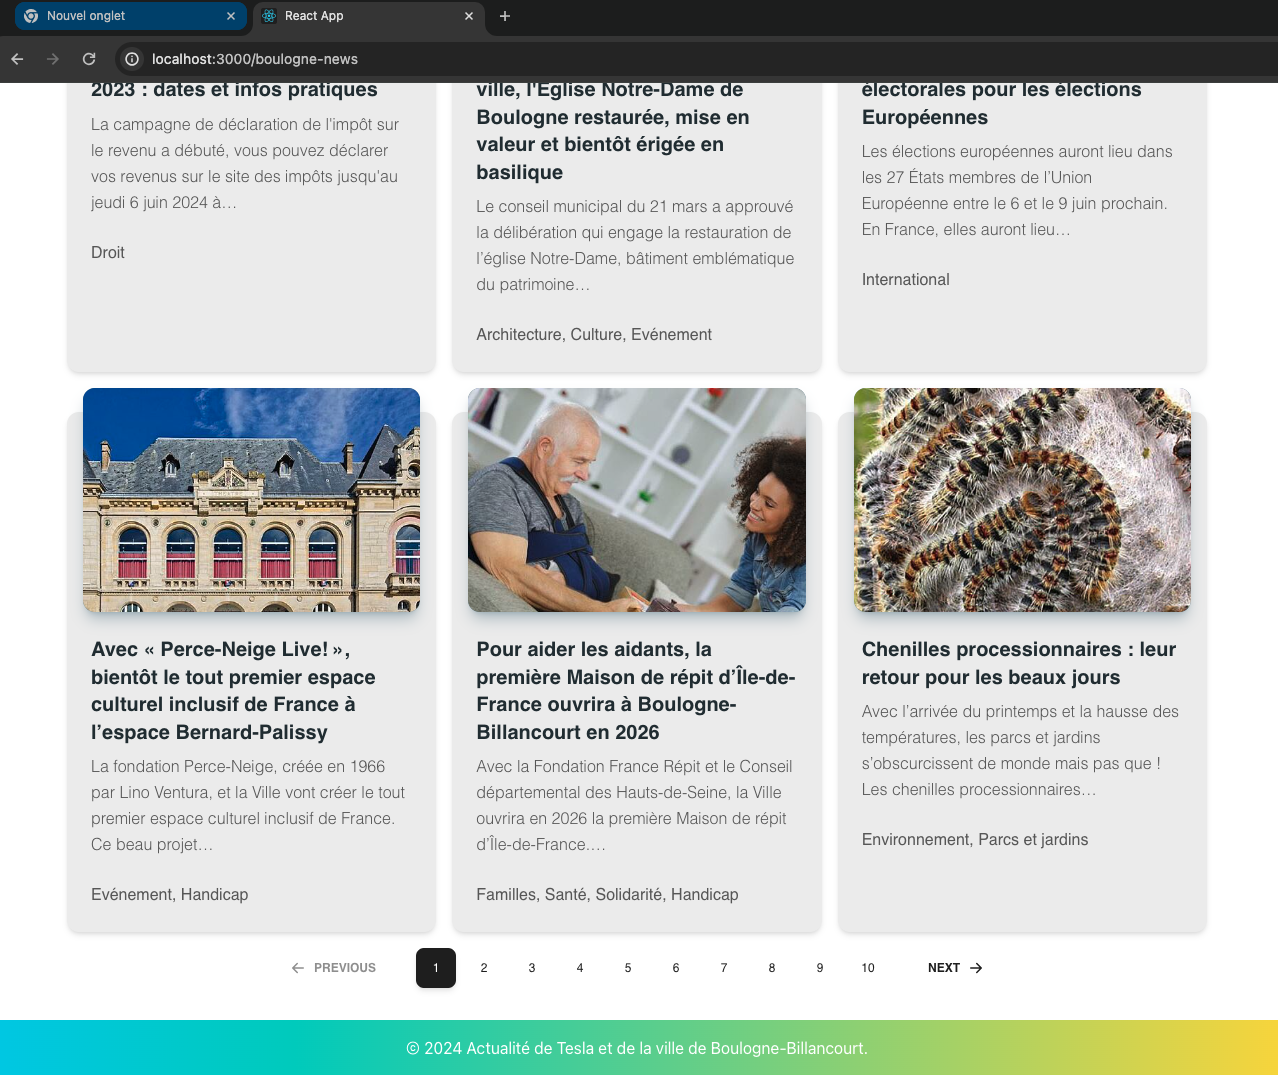 Nouvel onglet
React App
localhost:3000/boulogne-news
2023 : dates et infos pratiques
La campagne de déclaration de l'impôt sur
le revenu a débuté, vous pouvez déclarer
vos revenus sur le site des impôts jusqu'au
jeudi 6 juin 2024 à…
Droit
ville, l'Eglise Notre-Dame de
Boulogne restaurée, mise en
valeur et bientôt érigée en
basilique
Le conseil municipal du 21 mars a approuvé
la délibération qui engage la restauration de
l’église Notre-Dame, bâtiment emblématique
du patrimoine…
Architecture, Culture, Evénement
électorales pour les élections
Européennes
Les élections européennes auront lieu dans
les 27 États membres de l’Union
Européenne entre le 6 et le 9 juin prochain.
En France, elles auront lieu…
International
Avec « Perce-Neige Live! »,
bientôt le tout premier espace
culturel inclusif de France à
l’espace Bernard-Palissy
La fondation Perce-Neige, créée en 1966
par Lino Ventura, et la Ville vont créer le tout
premier espace culturel inclusif de France.
Ce beau projet…
Evénement, Handicap
Pour aider les aidants, la
première Maison de répit d’Île-de-
France ouvrira à Boulogne-
Billancourt en 2026
Avec la Fondation France Répit et le Conseil
départemental des Hauts-de-Seine, la Ville
ouvrira en 2026 la première Maison de répit
d’Île-de-France.…
Familles, Santé, Solidarité, Handicap
Chenilles processionnaires : leur
retour pour les beaux jours
Avec l’arrivée du printemps et la hausse des
températures, les parcs et jardins
s’obscurcissent de monde mais pas que !
Les chenilles processionnaires…
Environnement, Parcs et jardins
PREVIOUS 1 2 3 4 5 6 7 8 9 10 NEXT
© 2024 Actualité de Tesla et de la ville de Boulogne-Billancourt.